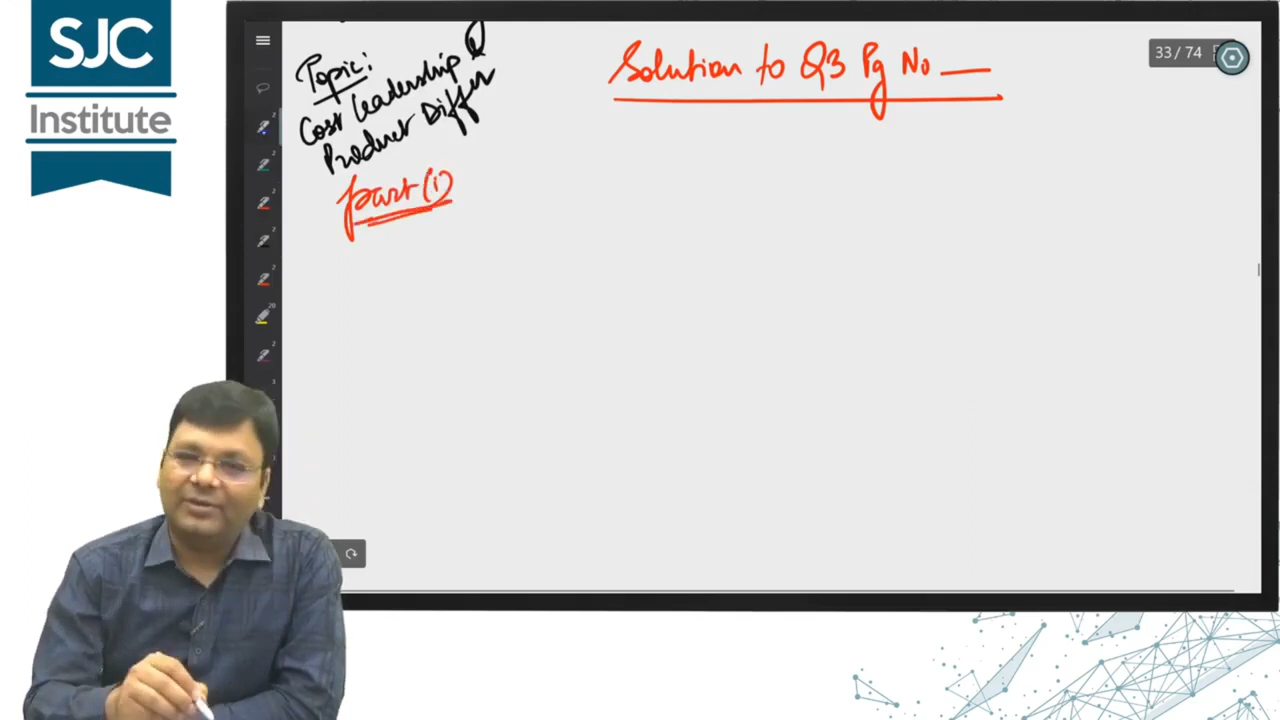 SJC
Institute
Topic:
Cost Leadership &
Product Differ
part (i)
Solution to Q3 Pg No __
33 / 74